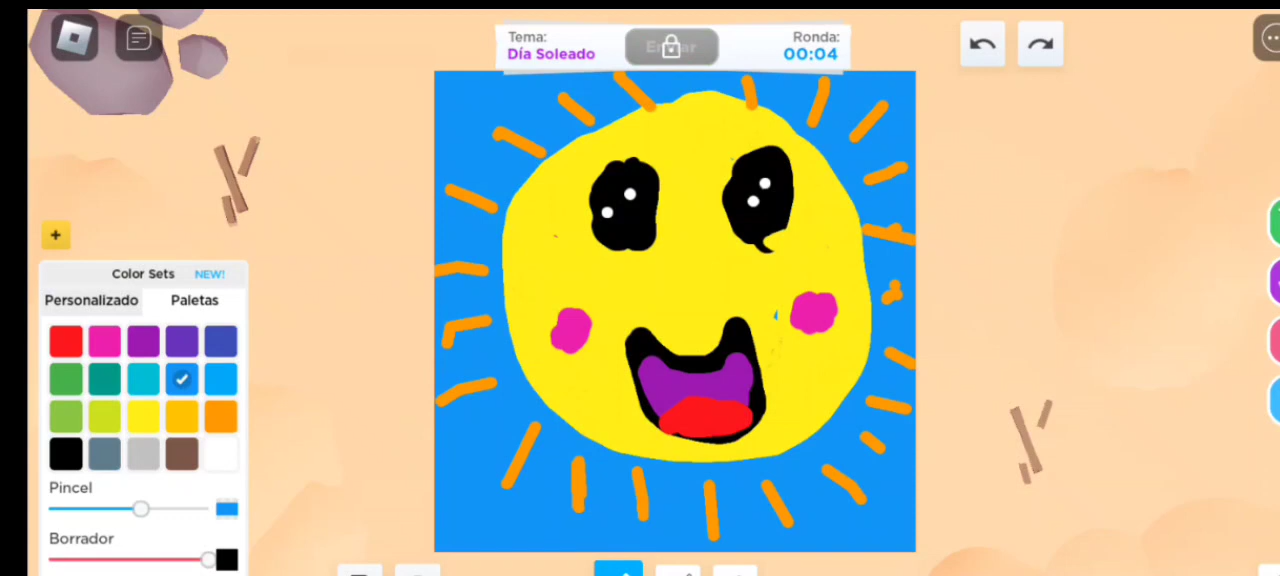 Tema:
Día Soleado
Ronda:
00:04
Color Sets NEW!
Personalizado Paletas
Pincel
Borrador